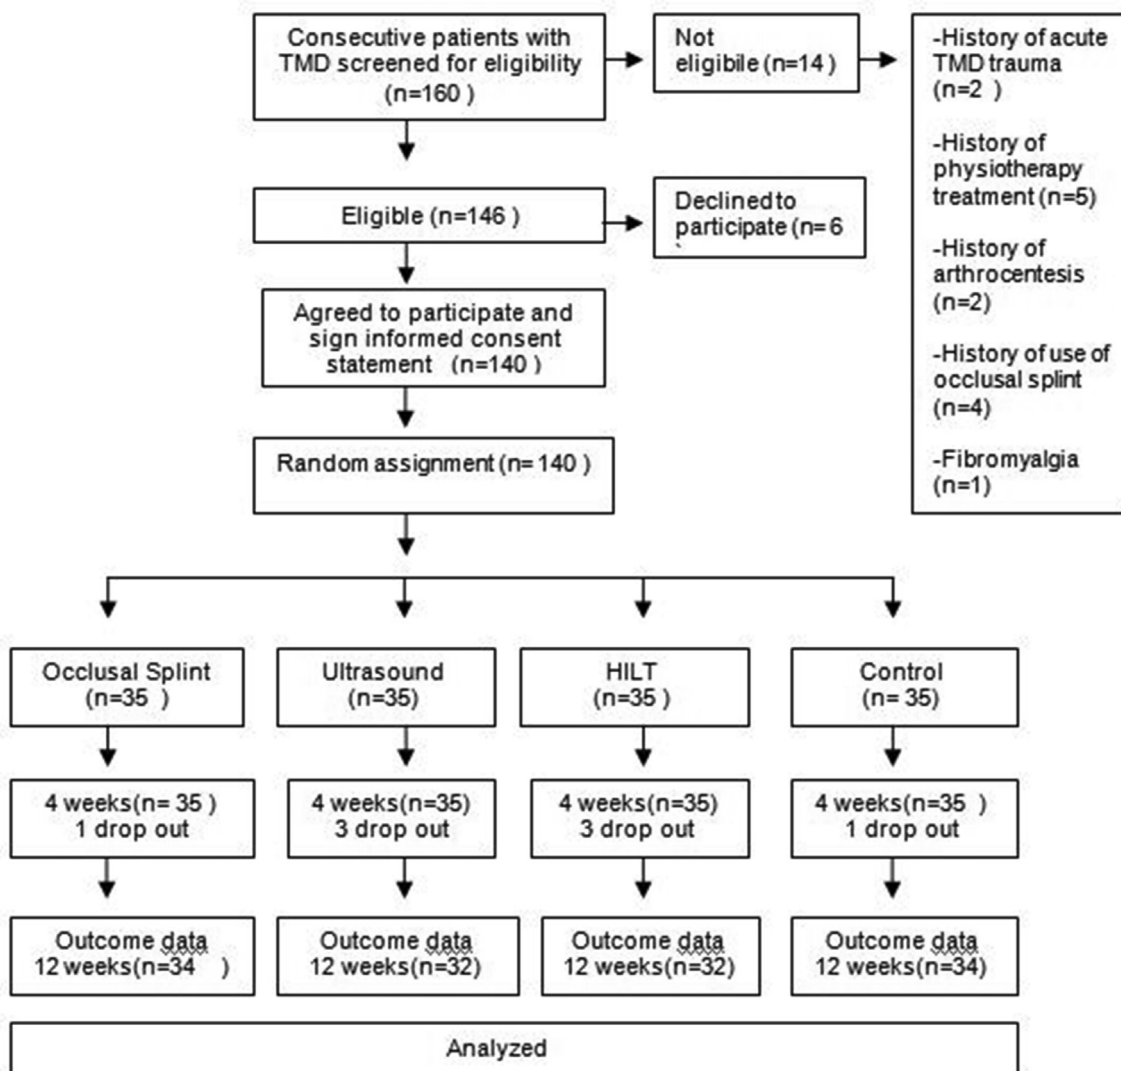 Consecutive patients with
TMD screened for eligibility
(n=160 )
Not
eligibile (n=14 )
-History of acute
TMD trauma
(n=2 )
-History of
physiotherapy
treatment (n=5)
-History of
arthrocentesis
(n=2)
-History of use of
occlusal splint
(n=4)
-Fibromyalgia
(n=1)
Eligible (n=146 )
Declined to
participate (n= 6
Agreed to participate and
sign informed consent
statement (n=140 )
Random assignment (n= 140 )
Occlusal Splint
(n=35 )
Ultrasound
(n=35)
HILT
(n=35 )
Control
(n= 35)
4 weeks(n= 35 )
1 drop out
4 weeks(n=35)
3 drop out
4 weeks(n=35)
3 drop out
4 weeks(n=35 )
1 drop out
Outcome data
12 weeks(n=34 )
Outcome data
12 weeks(n=32)
Outcome data
12 weeks(n=32)
Outcome data
12 weeks(n=34)
Analyzed